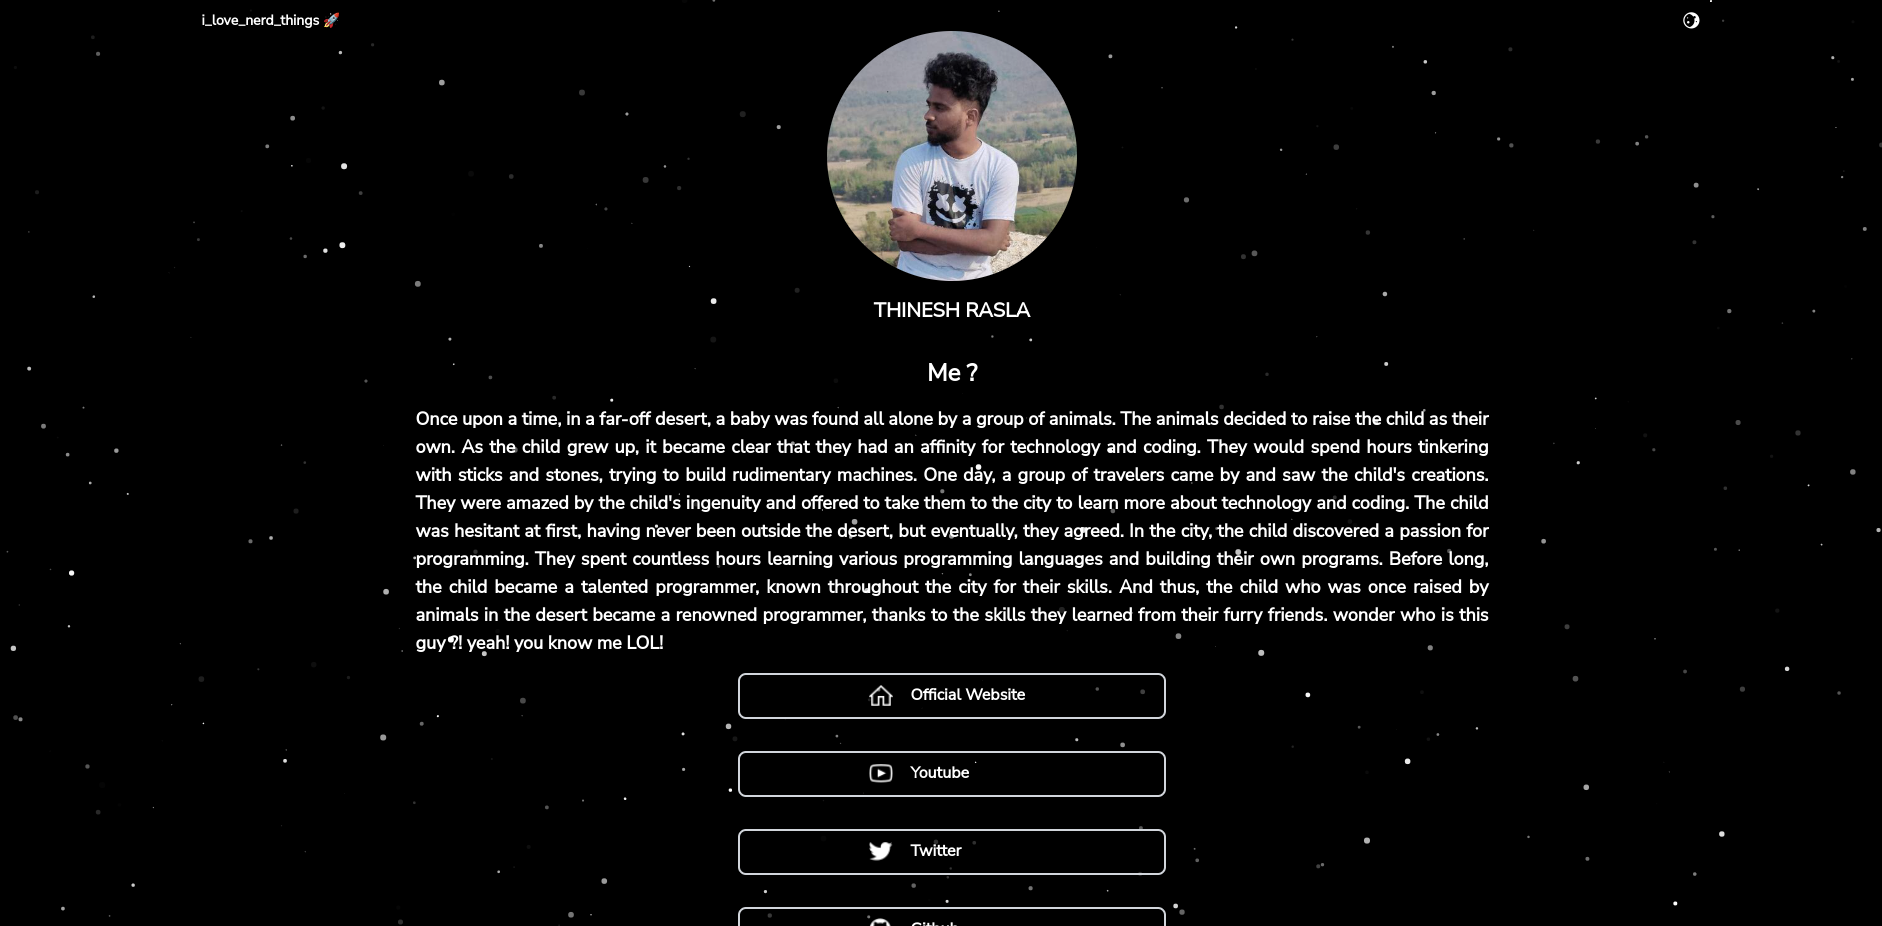 i_love_nerd_things 🚀
THINESH RASLA
Me ?
Once upon a time, in a far-off desert, a baby was found all alone by a group of animals. The animals decided to raise the child as their
own. As the child grew up, it became clear that they had an affinity for technology and coding. They would spend hours tinkering
with sticks and stones, trying to build rudimentary machines. One day, a group of travelers came by and saw the child's creations.
They were amazed by the child's ingenuity and offered to take them to the city to learn more about technology and coding. The child
was hesitant at first, having never been outside the desert, but eventually, they agreed. In the city, the child discovered a passion for
programming. They spent countless hours learning various programming languages and building their own programs. Before long,
the child became a talented programmer, known throughout the city for their skills. And thus, the child who was once raised by
animals in the desert became a renowned programmer, thanks to the skills they learned from their furry friends. wonder who is this
guy ?! yeah! you know me LOL!
Official Website
Youtube
Twitter
Github